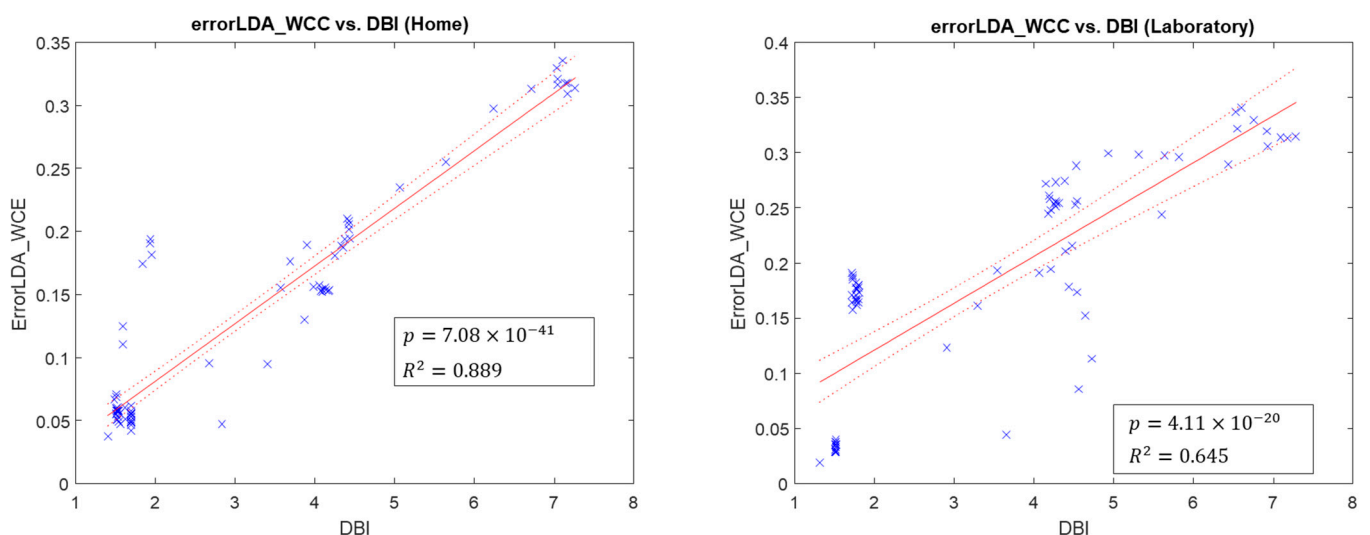 errorLDA_WCC vs. DBI (Home)
0.35
0.3
0.25
0.2
0.15
0.1
0.05
0
ErrorLDA_WCE
p = 7.08 × 10⁻⁴¹
R² = 0.889
1 2 3 4 5 6 7 8
DBI
errorLDA_WCC vs. DBI (Laboratory)
0.4
0.35
0.3
0.25
0.2
0.15
0.1
0.05
0
ErrorLDA_WCE
p = 4.11 × 10⁻²⁰
R² = 0.645
1 2 3 4 5 6 7 8
DBI